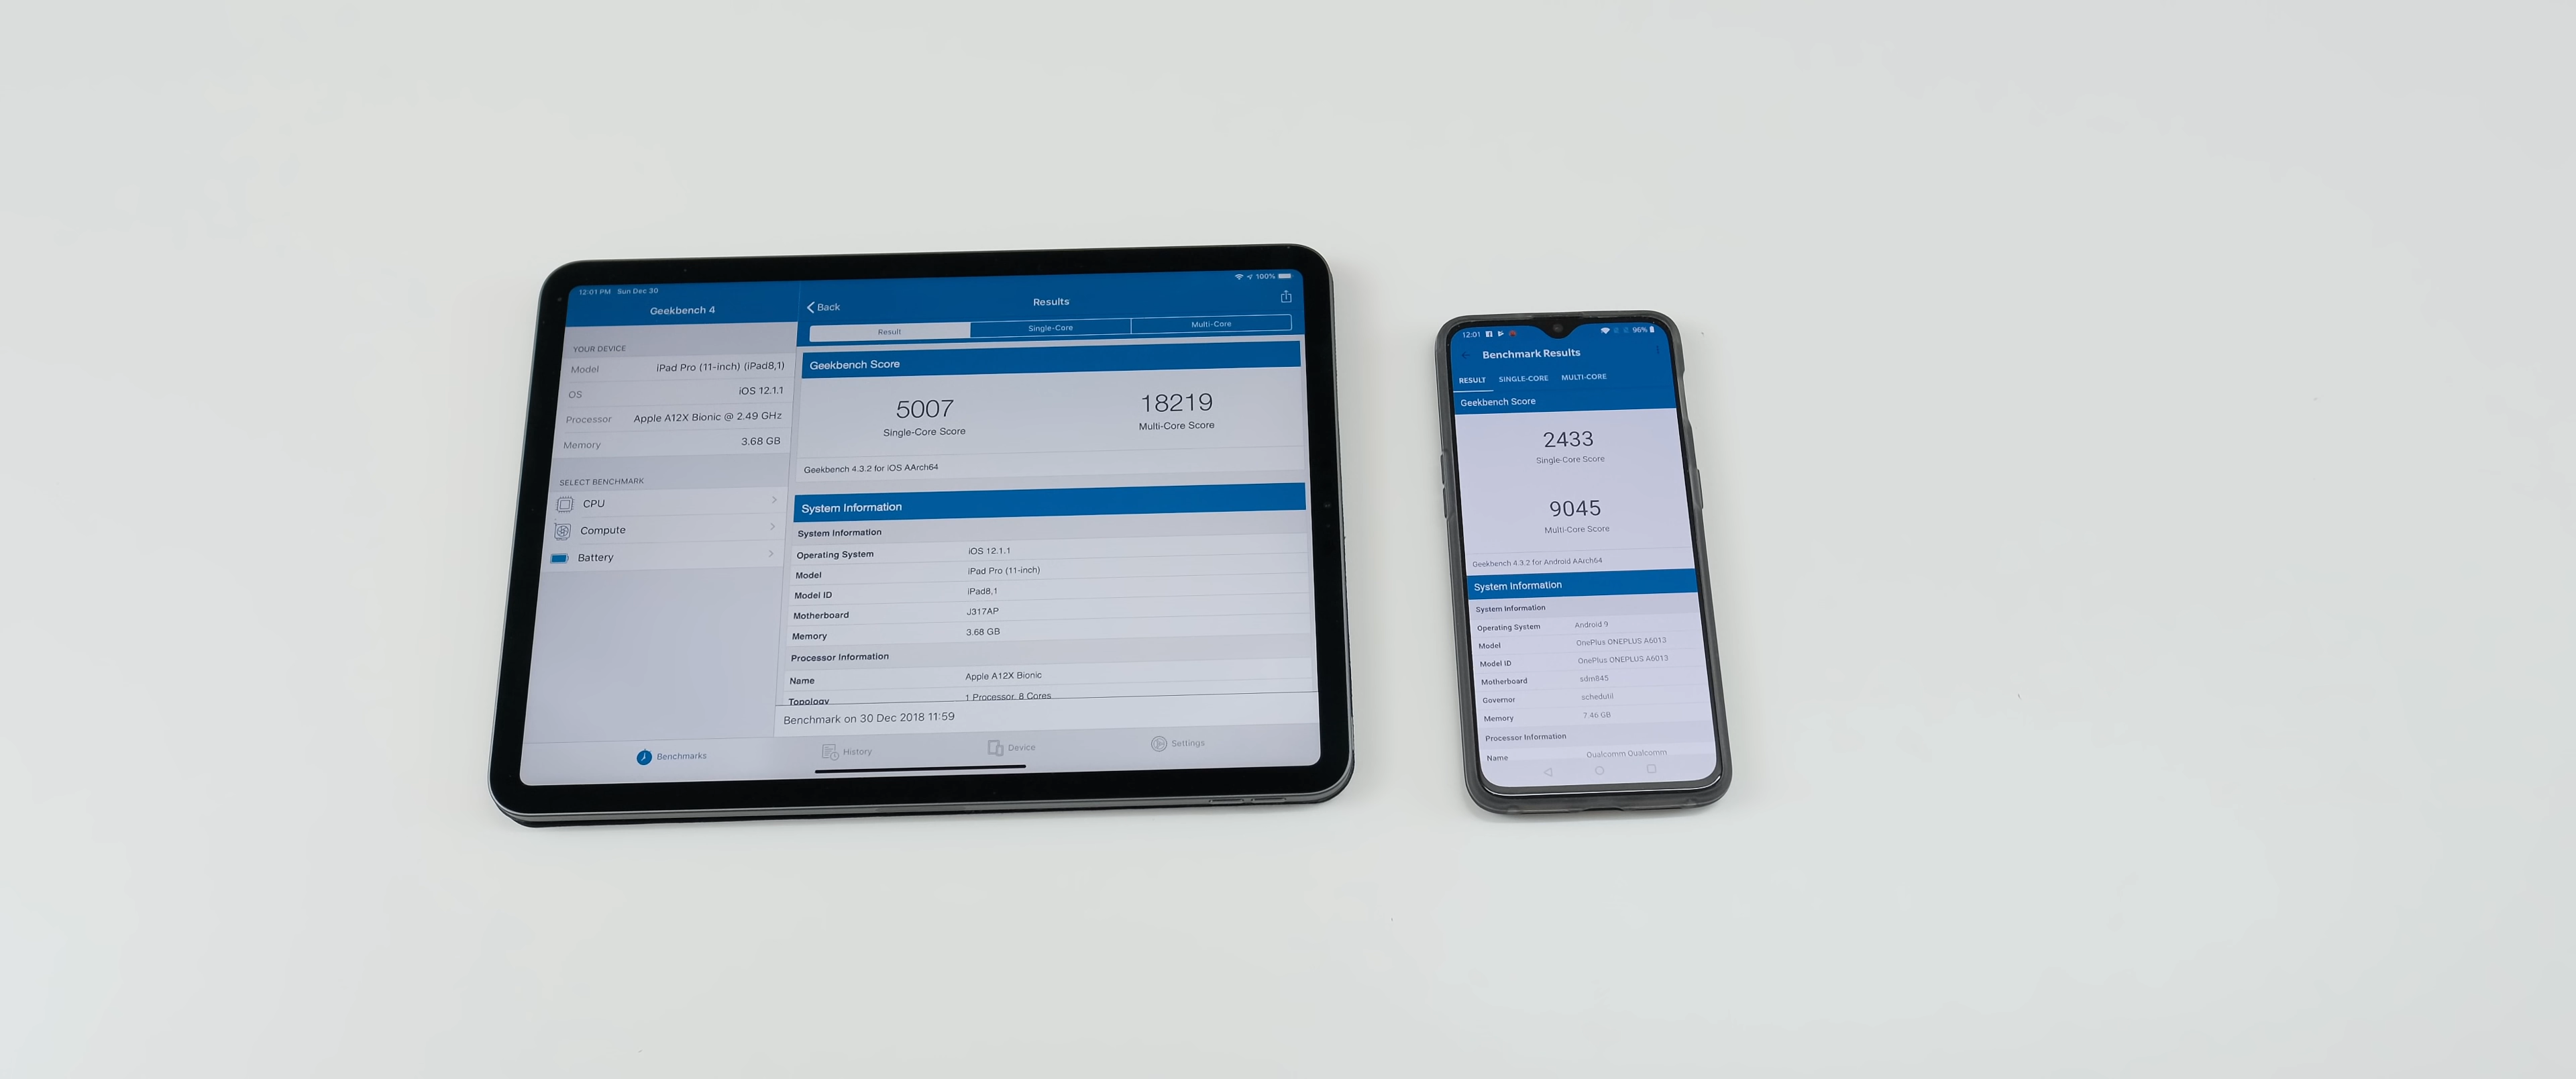 12:01 PM Sun Dec 30
100%
Geekbench 4
YOUR DEVICE
Model iPad Pro (11-inch) (iPad8,1)
OS iOS 12.1.1
Processor Apple A12X Bionic @ 2.49 GHz
Memory 3.68 GB
SELECT BENCHMARK
CPU
Compute
Battery
Back
Results
Result Single-Core Multi-Core
Geekbench Score
5007 18219
Single-Core Score Multi-Core Score
Geekbench 4.3.2 for iOS AArch64
System Information
System Information
Operating System iOS 12.1.1
Model iPad Pro (11-inch)
Model ID iPad8,1
Motherboard J317AP
Memory 3.68 GB
Processor Information
Name Apple A12X Bionic
Topology 1 Processor, 8 Cores
Benchmark on 30 Dec 2018 11:59
Benchmarks History Device Settings
12:01 96%
Benchmark Results
RESULT SINGLE-CORE MULTI-CORE
Geekbench Score
2433
Single-Core Score
9045
Multi-Core Score
Geekbench 4.3.2 for Android AArch64
System Information
System Information
Operating System Android 9
Model OnePlus ONEPLUS A6013
Model ID OnePlus ONEPLUS A6013
Motherboard sdm845
Governor schedutil
Memory 7.46 GB
Processor Information
Name Qualcomm Qualcomm